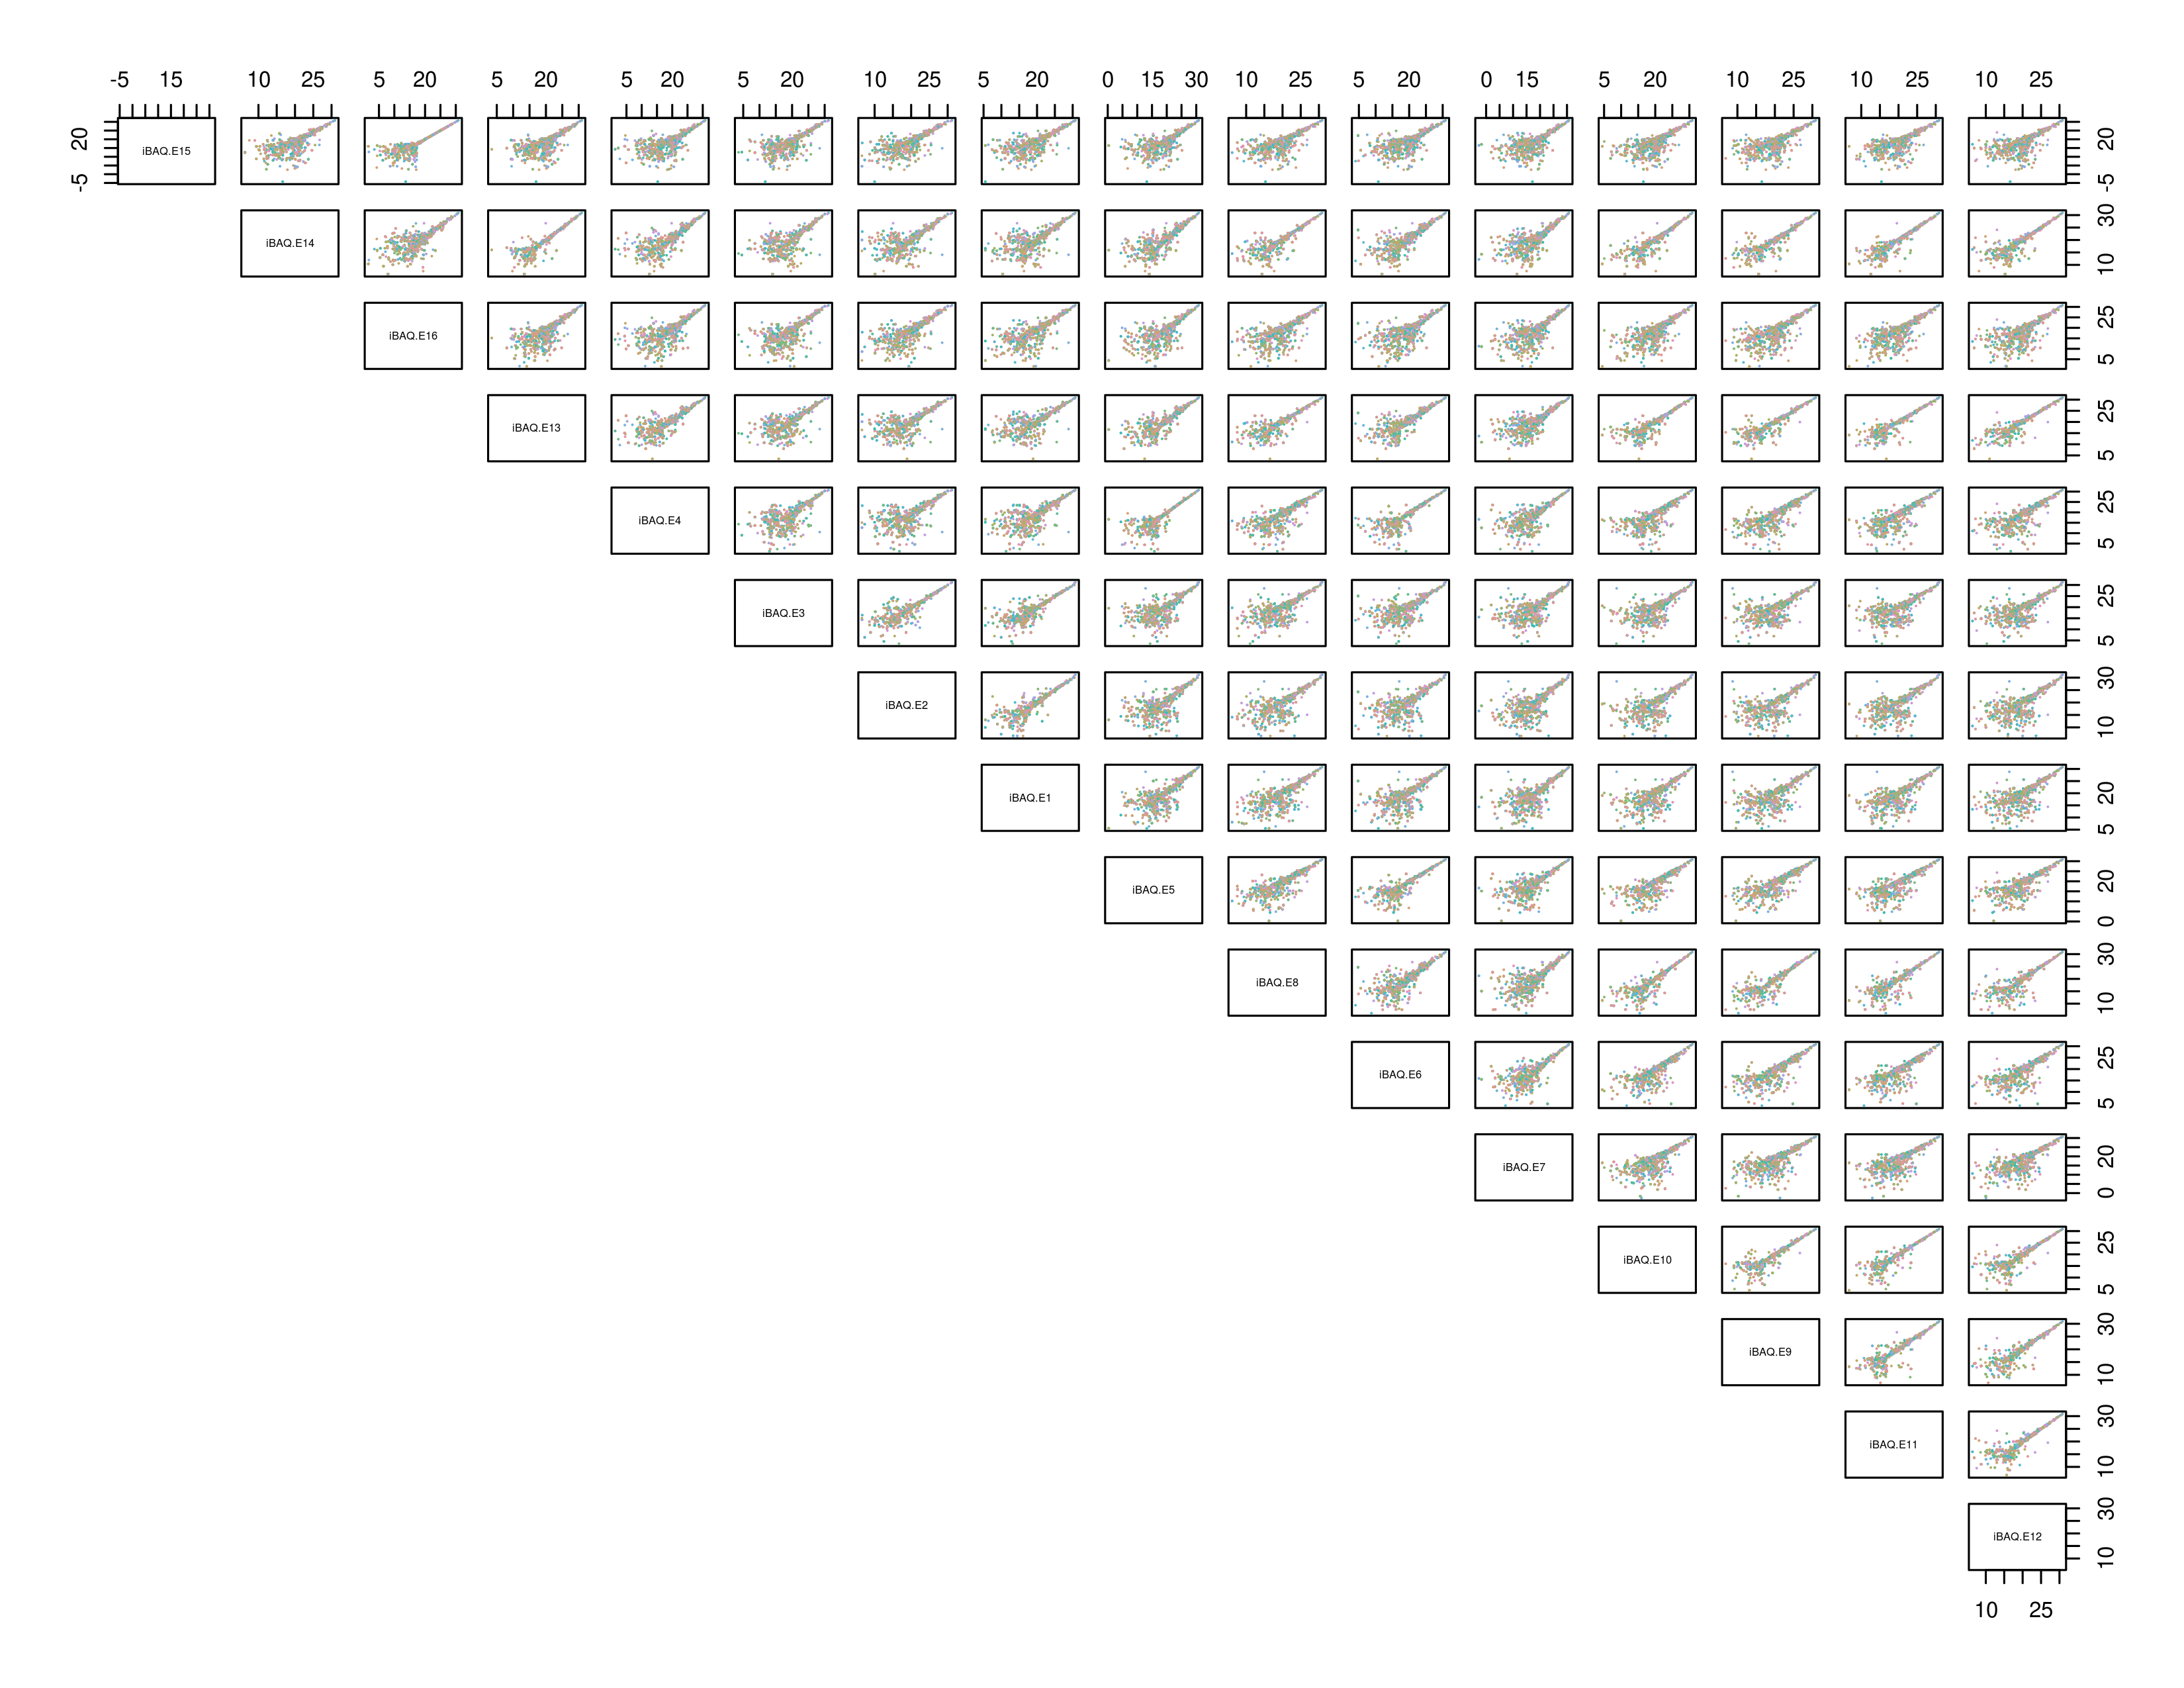 -5 15 10 25 5 20 5 20 5 20 5 20 10 25 5 20 0 15 30 10 25 5 20 0 15 5 20 10 25 10 25 10 25
-5 20 iBAQ.E15 -5 20
iBAQ.E14 10 30
iBAQ.E16 5 25
iBAQ.E13 5 25
iBAQ.E4 5 25
iBAQ.E3 5 25
iBAQ.E2 10 30
iBAQ.E1 5 20
iBAQ.E5 0 20
iBAQ.E8 10 30
iBAQ.E6 5 25
iBAQ.E7 0 20
iBAQ.E10 5 25
iBAQ.E9 10 30
iBAQ.E11 10 30
iBAQ.E12 10 30
10 25